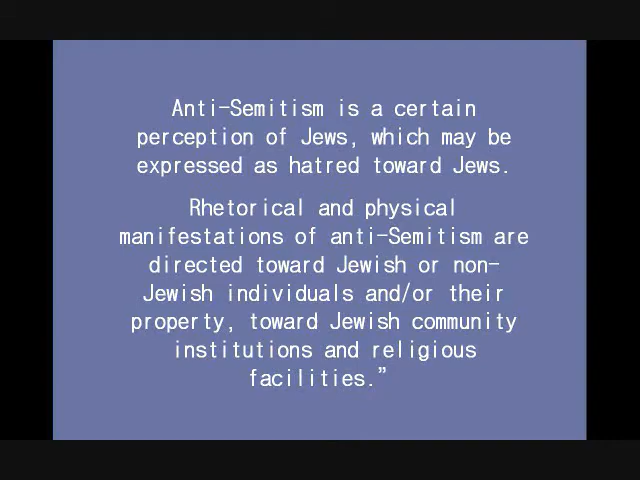 Anti-Semitism is a certain
perception of Jews, which may be
expressed as hatred toward Jews.
Rhetorical and physical
manifestations of anti-Semitism are
directed toward Jewish or non-
Jewish individuals and/or their
property, toward Jewish community
institutions and religious
facilities.”